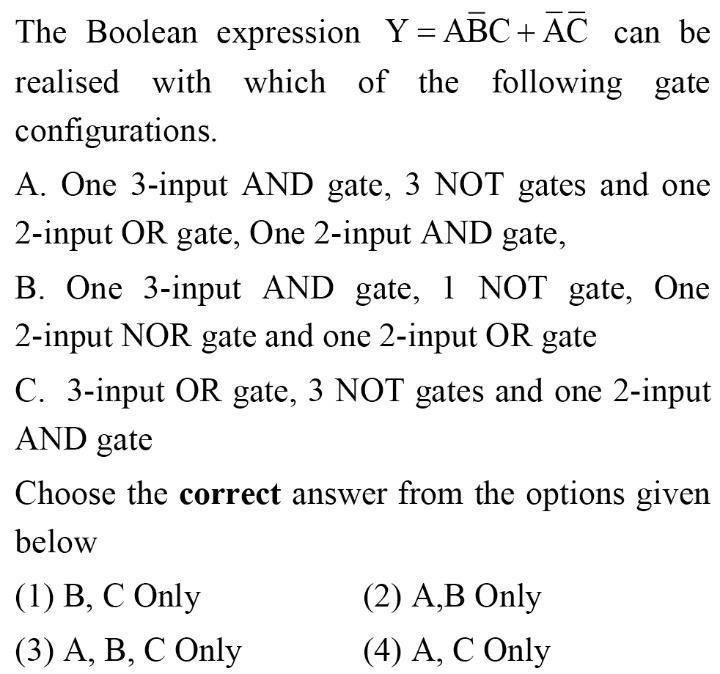 The Boolean expression Y = AB̅C + A̅C̅ can be
realised with which of the following gate
configurations.
A. One 3-input AND gate, 3 NOT gates and one
2-input OR gate, One 2-input AND gate,
B. One 3-input AND gate, 1 NOT gate, One
2-input NOR gate and one 2-input OR gate
C. 3-input OR gate, 3 NOT gates and one 2-input
AND gate
Choose the correct answer from the options given
below
(1) B, C Only (2) A,B Only
(3) A, B, C Only (4) A, C Only